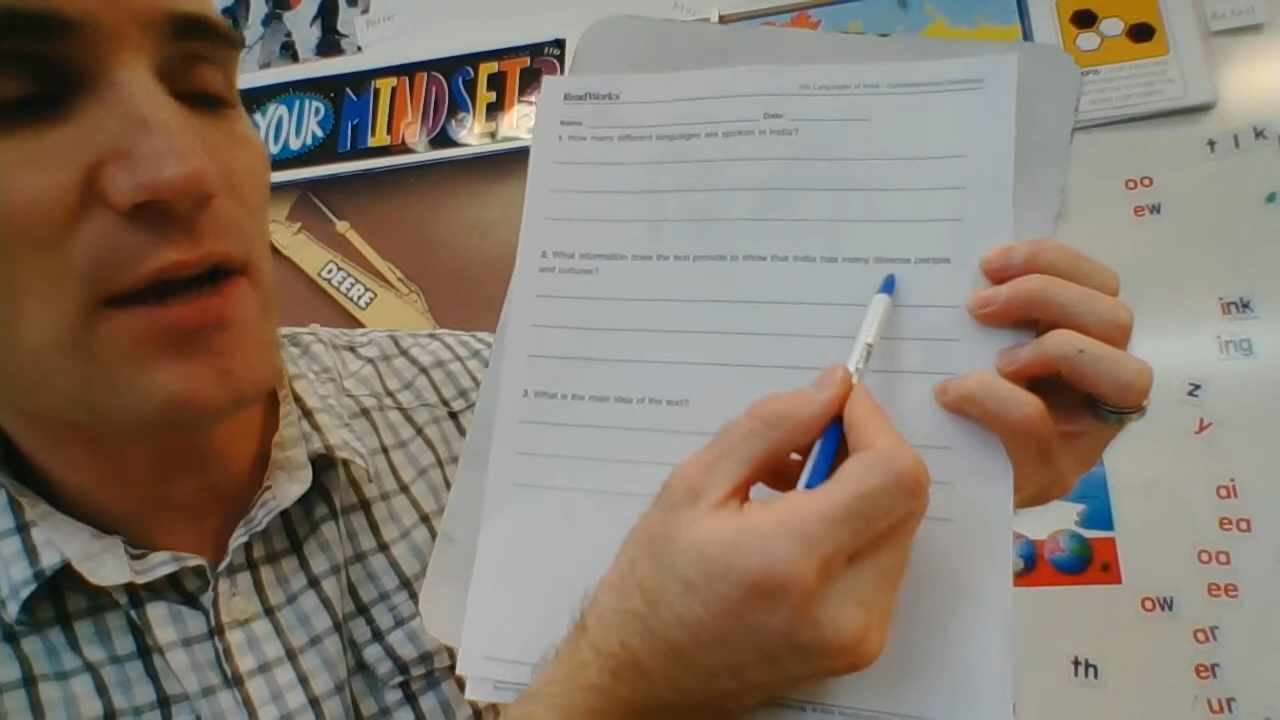 Poster
YOUR MINDSET
DEERE
ReadWorks
The Languages of India - Comprehension Questions
Name: Date:
1. How many different languages are spoken in India?
2. What information does the text provide to show that India has many diverse people
and cultures?
3. What is the main idea of the text?
t l k
oo
ew
ink
ing
z
y
ai
ea
oa
ee
ow
ar
th
er
ur